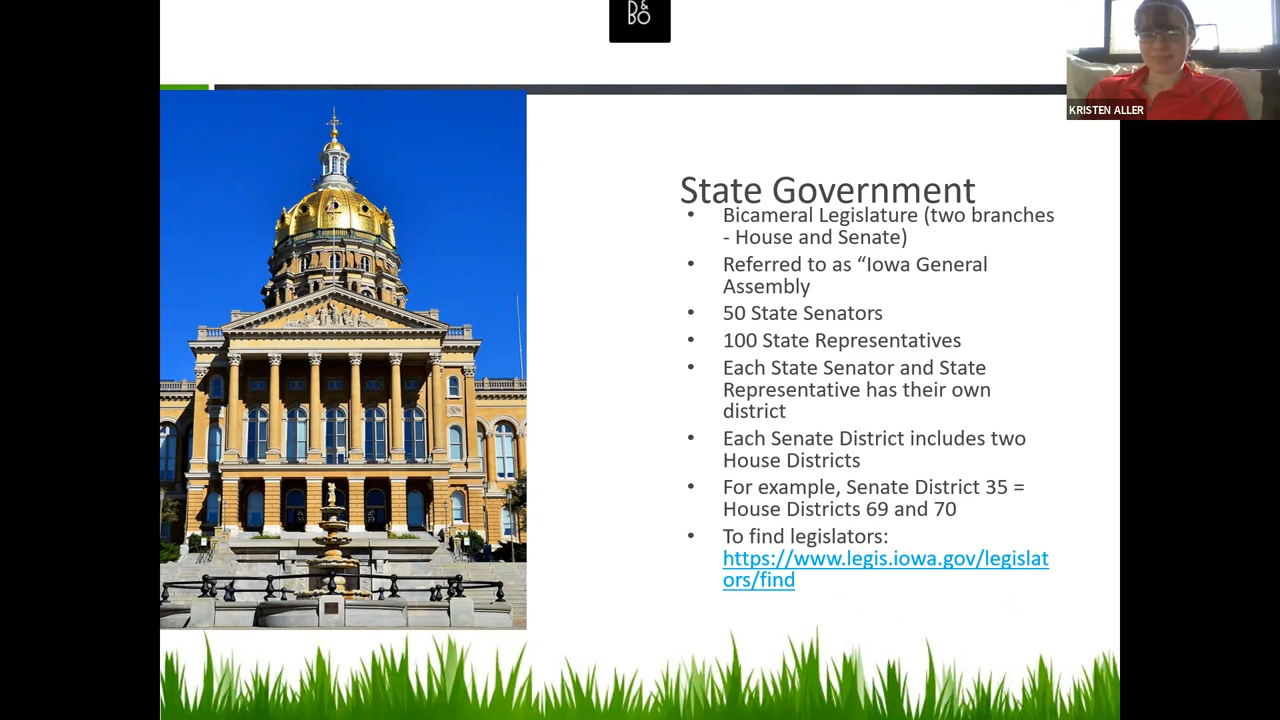 D&
BO
KRISTEN ALLER
State Government
• Bicameral Legislature (two branches
- House and Senate)
• Referred to as “Iowa General
Assembly
• 50 State Senators
• 100 State Representatives
• Each State Senator and State
Representative has their own
district
• Each Senate District includes two
House Districts
• For example, Senate District 35 =
House Districts 69 and 70
• To find legislators:
https://www.legis.iowa.gov/legislat
ors/find